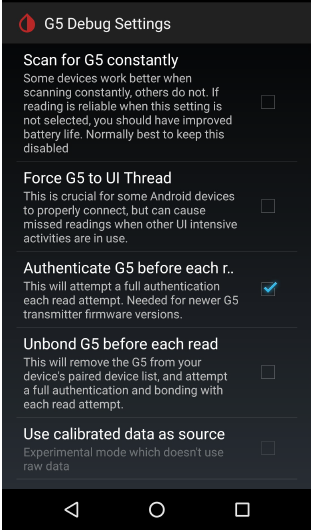 G5 Debug Settings
Scan for G5 constantly
Some devices work better when
scanning constantly, others do not. If
reading is reliable when this setting is
not selected, you should have improved
battery life. Normally best to keep this
disabled
Force G5 to UI Thread
This is crucial for some Android devices
to properly connect, but can cause
missed readings when other UI intensive
activities are in use.
Authenticate G5 before each r..
This will attempt a full authentication
each read attempt. Needed for newer G5
transmitter firmware versions.
Unbond G5 before each read
This will remove the G5 from your
device's paired device list, and attempt
a full authentication and bonding with
each read attempt.
Use calibrated data as source
Experimental mode which doesn't use
raw data